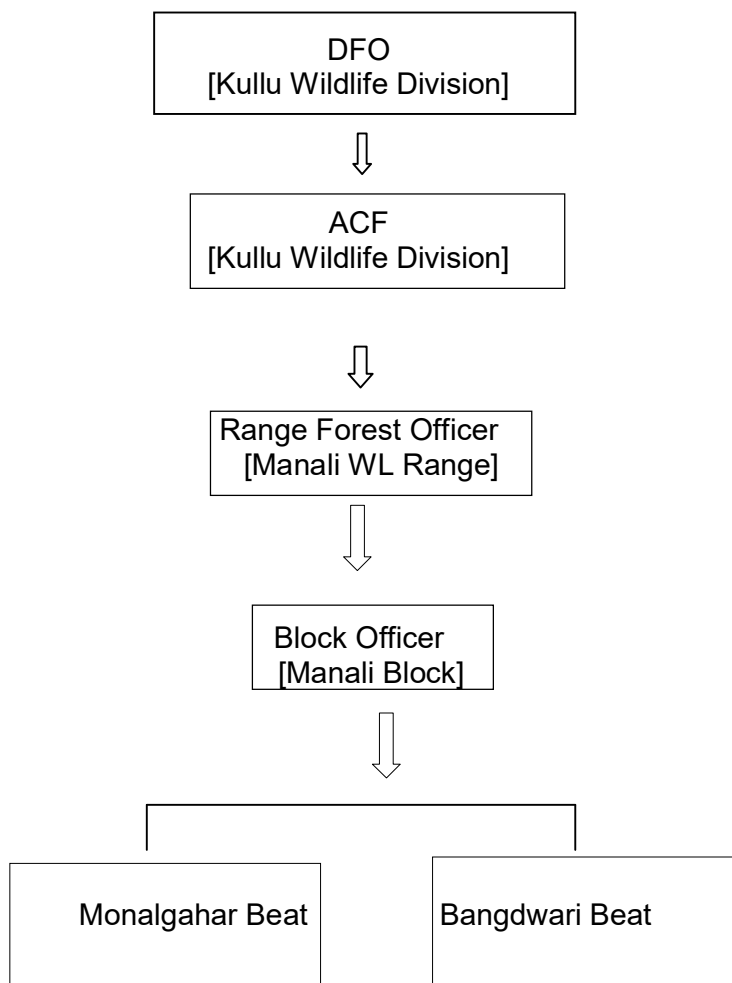 DFO
[Kullu Wildlife Division]
ACF
[Kullu Wildlife Division]
Range Forest Officer
[Manali WL Range]
Block Officer
[Manali Block]
Monalgahar Beat
Bangdwari Beat